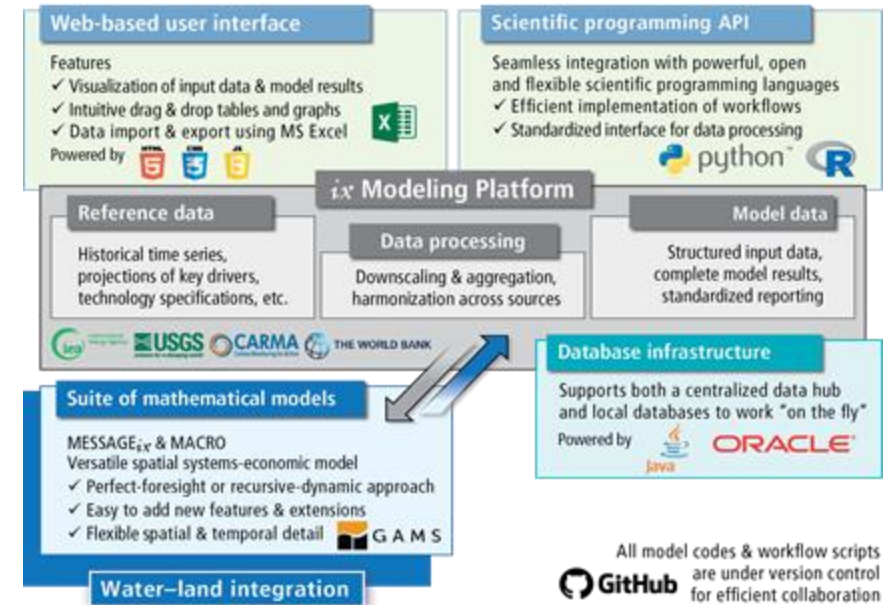 Web-based user interface
Features
✓ Visualization of input data & model results
✓ Intuitive drag & drop tables and graphs
✓ Data import & export using MS Excel
Powered by
Scientific programming API
Seamless integration with powerful, open
and flexible scientific programming languages
✓ Efficient implementation of workflows
✓ Standardized interface for data processing
python™ R
ix Modeling Platform
Reference data
Historical time series,
projections of key drivers,
technology specifications, etc.
Data processing
Downscaling & aggregation,
harmonization across sources
Model data
Structured input data,
complete model results,
standardized reporting
iea
USGS
CARMA
THE WORLD BANK
Database infrastructure
Supports both a centralized data hub
and local databases to work "on the fly"
Powered by
Java
ORACLE®
Suite of mathematical models
MESSAGEix & MACRO
Versatile spatial systems-economic model
✓ Perfect-foresight or recursive-dynamic approach
✓ Easy to add new features & extensions
✓ Flexible spatial & temporal detail
GAMS
Water–land integration
All model codes & workflow scripts
GitHub are under version control
for efficient collaboration